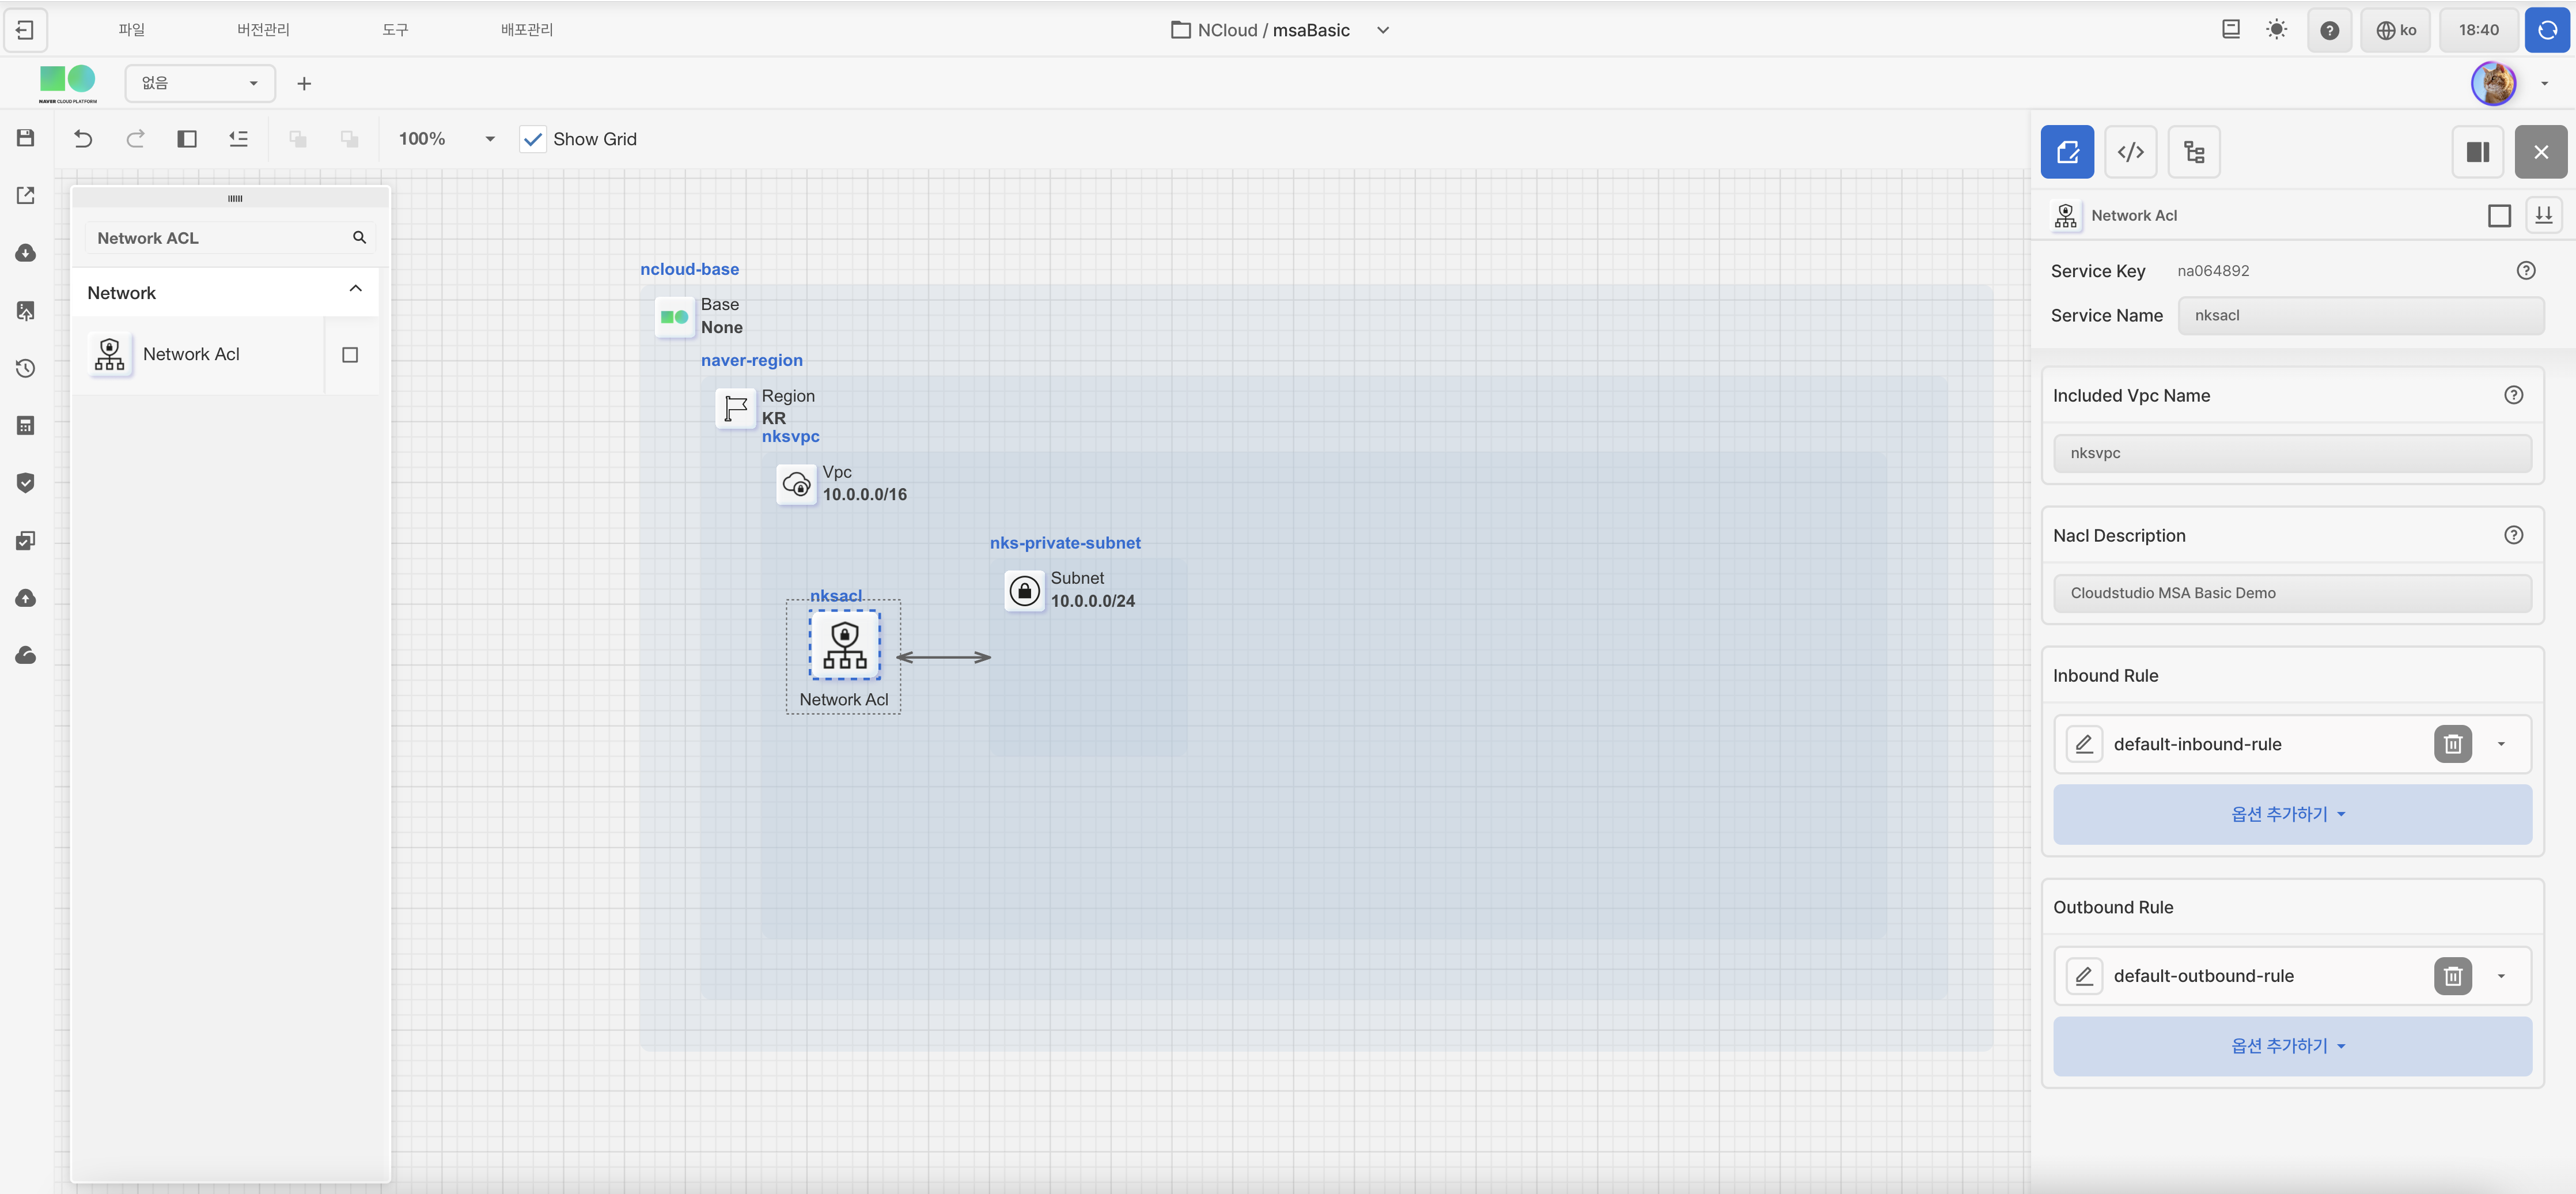 파일
버전관리
도구
배포관리
NCloud / msaBasic
ko
18:40
NAVER CLOUD PLATFORM
없음
100%
Show Grid
Network ACL
Network
Network Acl
ncloud-base
Base
None
naver-region
Region
KR
nksvpc
Vpc
10.0.0.0/16
nks-private-subnet
Subnet
10.0.0.0/24
nksacl
Network Acl
Network Acl
Service Key
na064892
Service Name
nksacl
Included Vpc Name
nksvpc
Nacl Description
Cloudstudio MSA Basic Demo
Inbound Rule
default-inbound-rule
옵션 추가하기
Outbound Rule
default-outbound-rule
옵션 추가하기